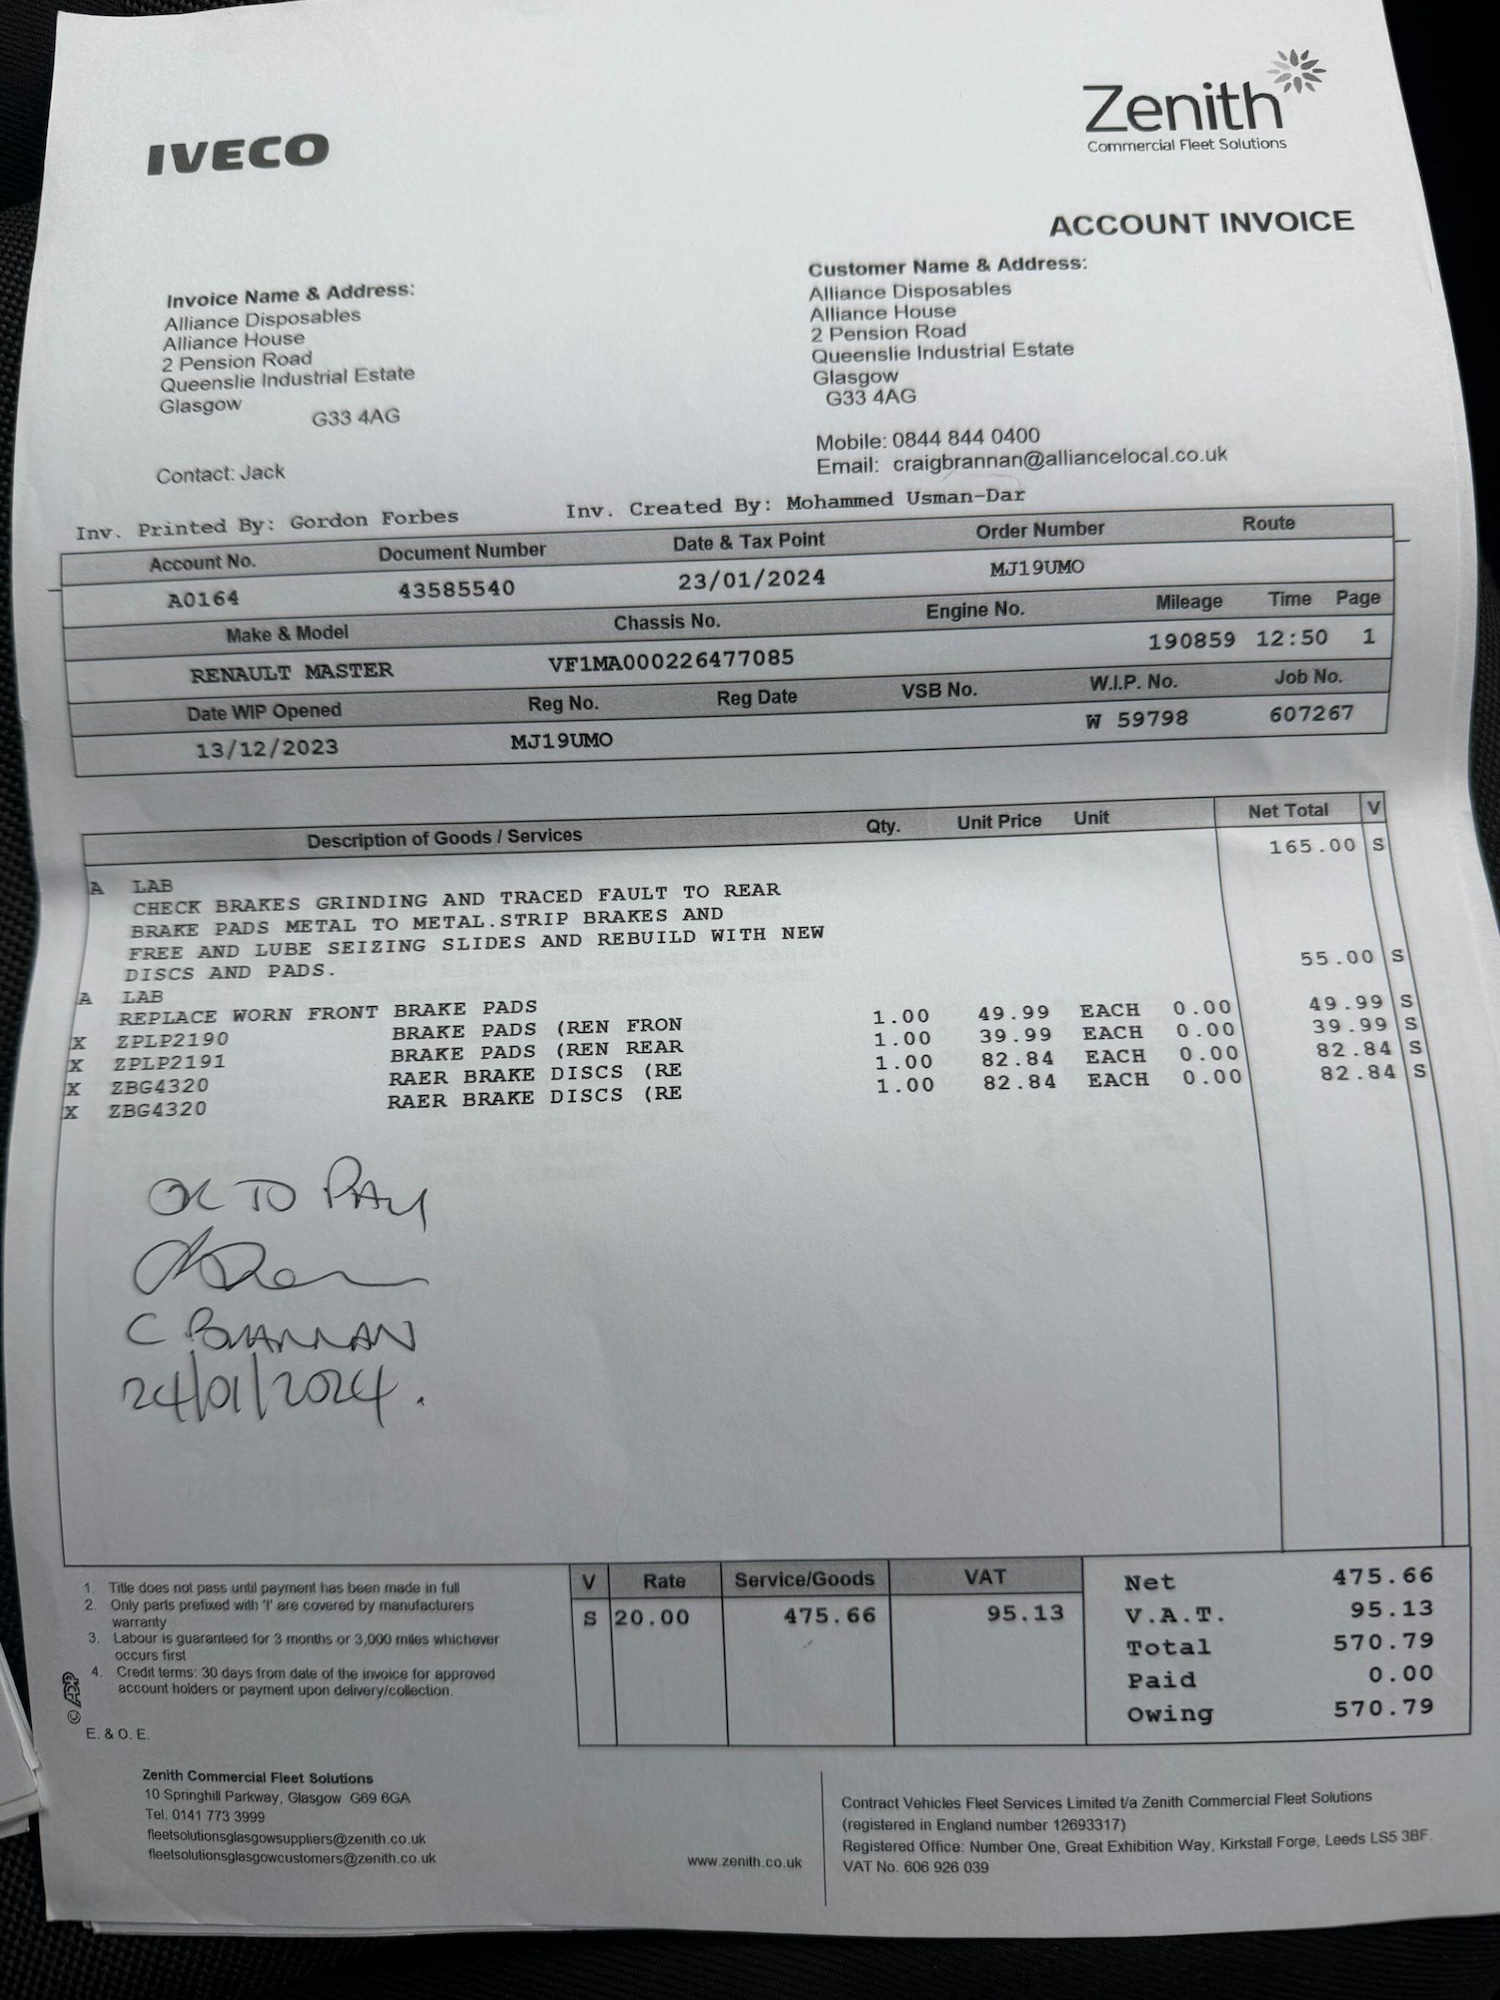 IVECO
Zenith
Commercial Fleet Solutions
ACCOUNT INVOICE
Invoice Name & Address:
Alliance Disposables
Alliance House
2 Pension Road
Queenslie Industrial Estate
Glasgow
G33 4AG
Contact: Jack
Customer Name & Address:
Alliance Disposables
Alliance House
2 Pension Road
Queenslie Industrial Estate
Glasgow
G33 4AG
Mobile: 0844 844 0400
Email: craigbrannan@alliancelocal.co.uk
Inv. Printed By: Gordon Forbes Inv. Created By: Mohammed Usman-Dar
Account No. Document Number Date & Tax Point Order Number Route
A0164 43585540 23/01/2024 MJ19UMO
Make & Model Chassis No. Engine No. Mileage Time Page
RENAULT MASTER VF1MA000226477085 190859 12:50 1
Date WIP Opened Reg No. Reg Date VSB No. W.I.P. No. Job No.
13/12/2023 MJ19UMO W 59798 607267
Description of Goods / Services Qty. Unit Price Unit Net Total V
A LAB 165.00 S
CHECK BRAKES GRINDING AND TRACED FAULT TO REAR
BRAKE PADS METAL TO METAL.STRIP BRAKES AND
FREE AND LUBE SEIZING SLIDES AND REBUILD WITH NEW
DISCS AND PADS.
A LAB 55.00 S
REPLACE WORN FRONT BRAKE PADS
X ZPLP2190 BRAKE PADS (REN FRON 1.00 49.99 EACH 0.00 49.99 S
X ZPLP2191 BRAKE PADS (REN REAR 1.00 39.99 EACH 0.00 39.99 S
X ZBG4320 RAER BRAKE DISCS (RE 1.00 82.84 EACH 0.00 82.84 S
X ZBG4320 RAER BRAKE DISCS (RE 1.00 82.84 EACH 0.00 82.84 S
OK TO PAY
C BRANNAN
24/01/2024.
1. Title does not pass until payment has been made in full
2. Only parts prefixed with 'I' are covered by manufacturers
warranty
3. Labour is guaranteed for 3 months or 3,000 miles whichever
occurs first
4. Credit terms: 30 days from date of the invoice for approved
account holders or payment upon delivery/collection.
© ADP
E. & O. E.
V Rate Service/Goods VAT
S 20.00 475.66 95.13
Net 475.66
V.A.T. 95.13
Total 570.79
Paid 0.00
Owing 570.79
Zenith Commercial Fleet Solutions
10 Springhill Parkway, Glasgow G69 6GA
Tel. 0141 773 3999
fleetsolutionsglasgowsuppliers@zenith.co.uk
fleetsolutionsglasgowcustomers@zenith.co.uk
www.zenith.co.uk
Contract Vehicles Fleet Services Limited t/a Zenith Commercial Fleet Solutions
(registered in England number 12693317)
Registered Office: Number One, Great Exhibition Way, Kirkstall Forge, Leeds LS5 3BF.
VAT No. 606 926 039